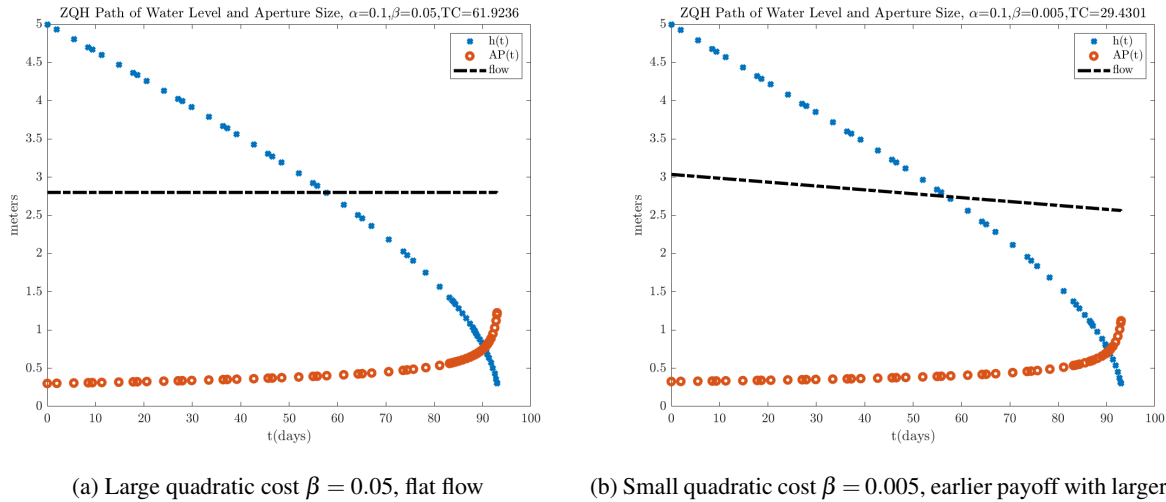 ZQH Path of Water Level and Aperture Size, α=0.1,β=0.05,TC=61.9236
h(t)
AP(t)
flow
5
4.5
4
3.5
3
2.5
2
1.5
1
0.5
0
meters
0 10 20 30 40 50 60 70 80 90 100
t(days)
(a) Large quadratic cost β = 0.05, flat flow
ZQH Path of Water Level and Aperture Size, α=0.1,β=0.005,TC=29.4301
h(t)
AP(t)
flow
5
4.5
4
3.5
3
2.5
2
1.5
1
0.5
0
meters
0 10 20 30 40 50 60 70 80 90 100
t(days)
(b) Small quadratic cost β = 0.005, earlier payoff with larger